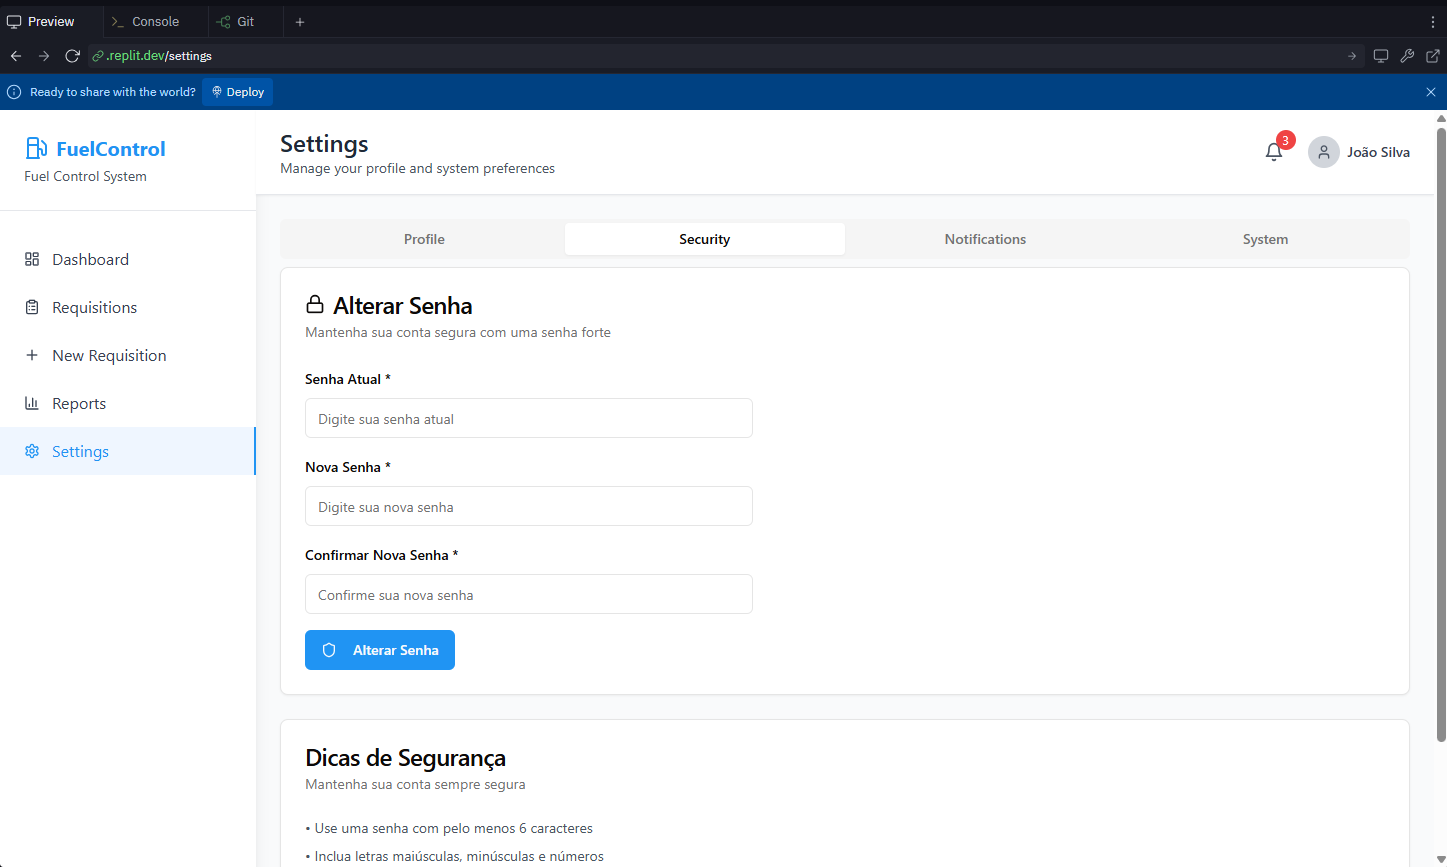 Preview
Console
Git
.replit.dev/settings
Ready to share with the world?
Deploy
FuelControl
Fuel Control System
Settings
Manage your profile and system preferences
3
João Silva
Dashboard
Requisitions
New Requisition
Reports
Settings
Profile
Security
Notifications
System
Alterar Senha
Mantenha sua conta segura com uma senha forte
Senha Atual *
Digite sua senha atual
Nova Senha *
Digite sua nova senha
Confirmar Nova Senha *
Confirme sua nova senha
Alterar Senha
Dicas de Segurança
Mantenha sua conta sempre segura
• Use uma senha com pelo menos 6 caracteres
• Inclua letras maiúsculas, minúsculas e números